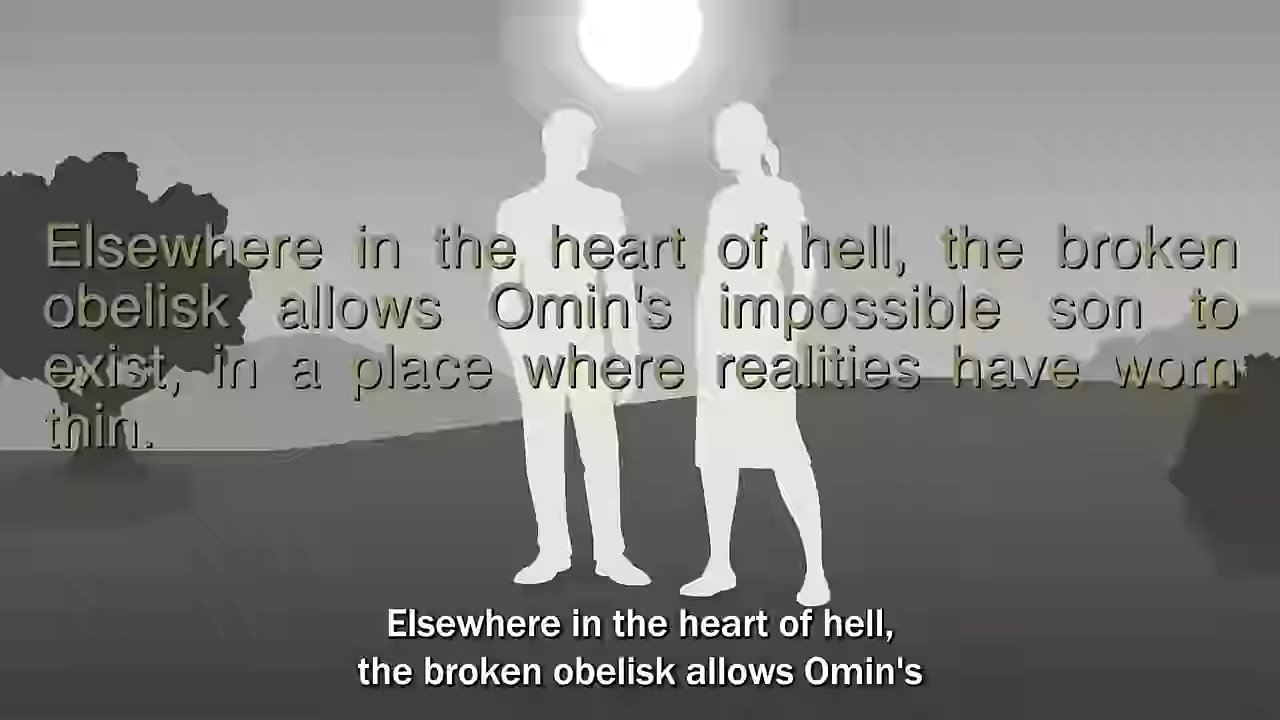 Elsewhere in the heart of hell, the broken
obelisk allows Omin's impossible son to
exist, in a place where realities have worn
thin.
Elsewhere in the heart of hell,
the broken obelisk allows Omin's